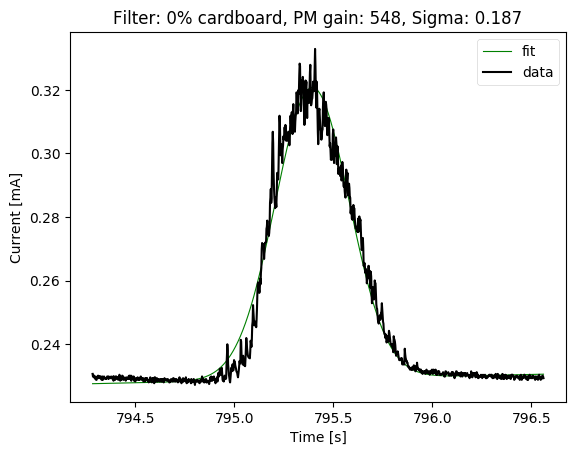 Filter: 0% cardboard, PM gain: 548, Sigma: 0.187
fit
data
0.32
0.30
0.28
0.26
0.24
Current [mA]
794.5
795.0
795.5
796.0
796.5
Time [s]